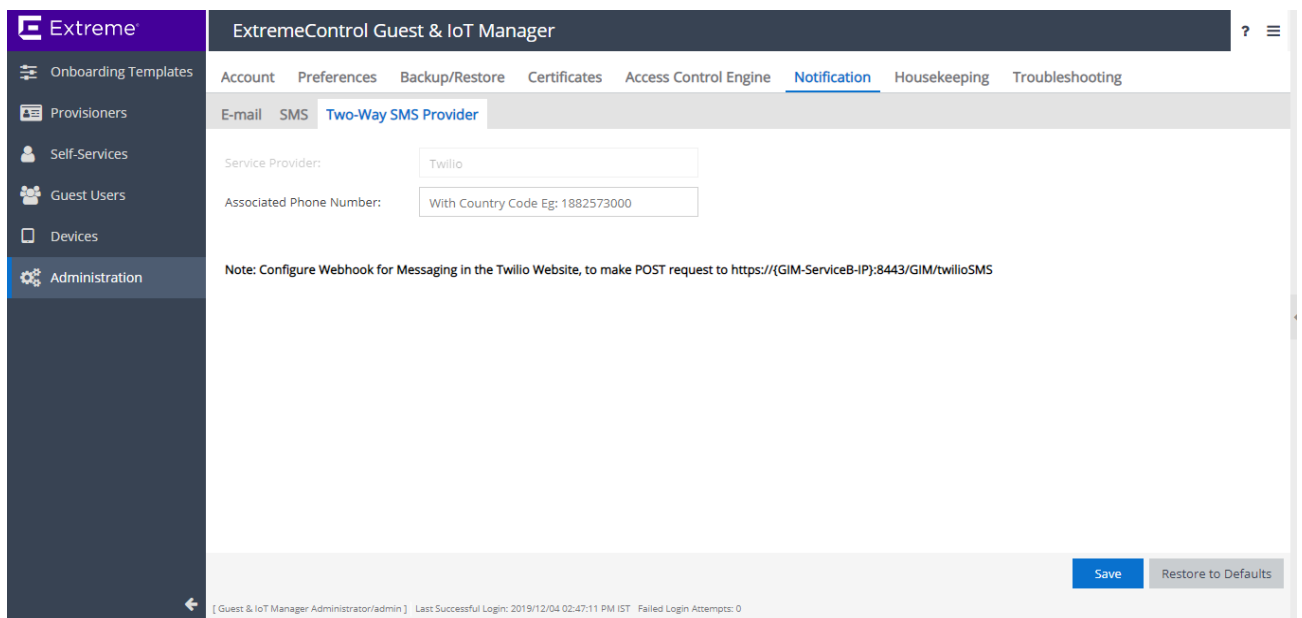 Extreme
ExtremeControl Guest & IoT Manager
?
Onboarding Templates
Provisioners
Self-Services
Guest Users
Devices
Administration
Account Preferences Backup/Restore Certificates Access Control Engine Notification Housekeeping Troubleshooting
E-mail SMS Two-Way SMS Provider
Service Provider: Twilio
Associated Phone Number: With Country Code Eg: 1882573000
Note: Configure Webhook for Messaging in the Twilio Website, to make POST request to https://{GIM-ServiceB-IP}:8443/GIM/twilioSMS
Save Restore to Defaults
[ Guest & IoT Manager Administrator/admin ] Last Successful Login: 2019/12/04 02:47:11 PM IST Failed Login Attempts: 0